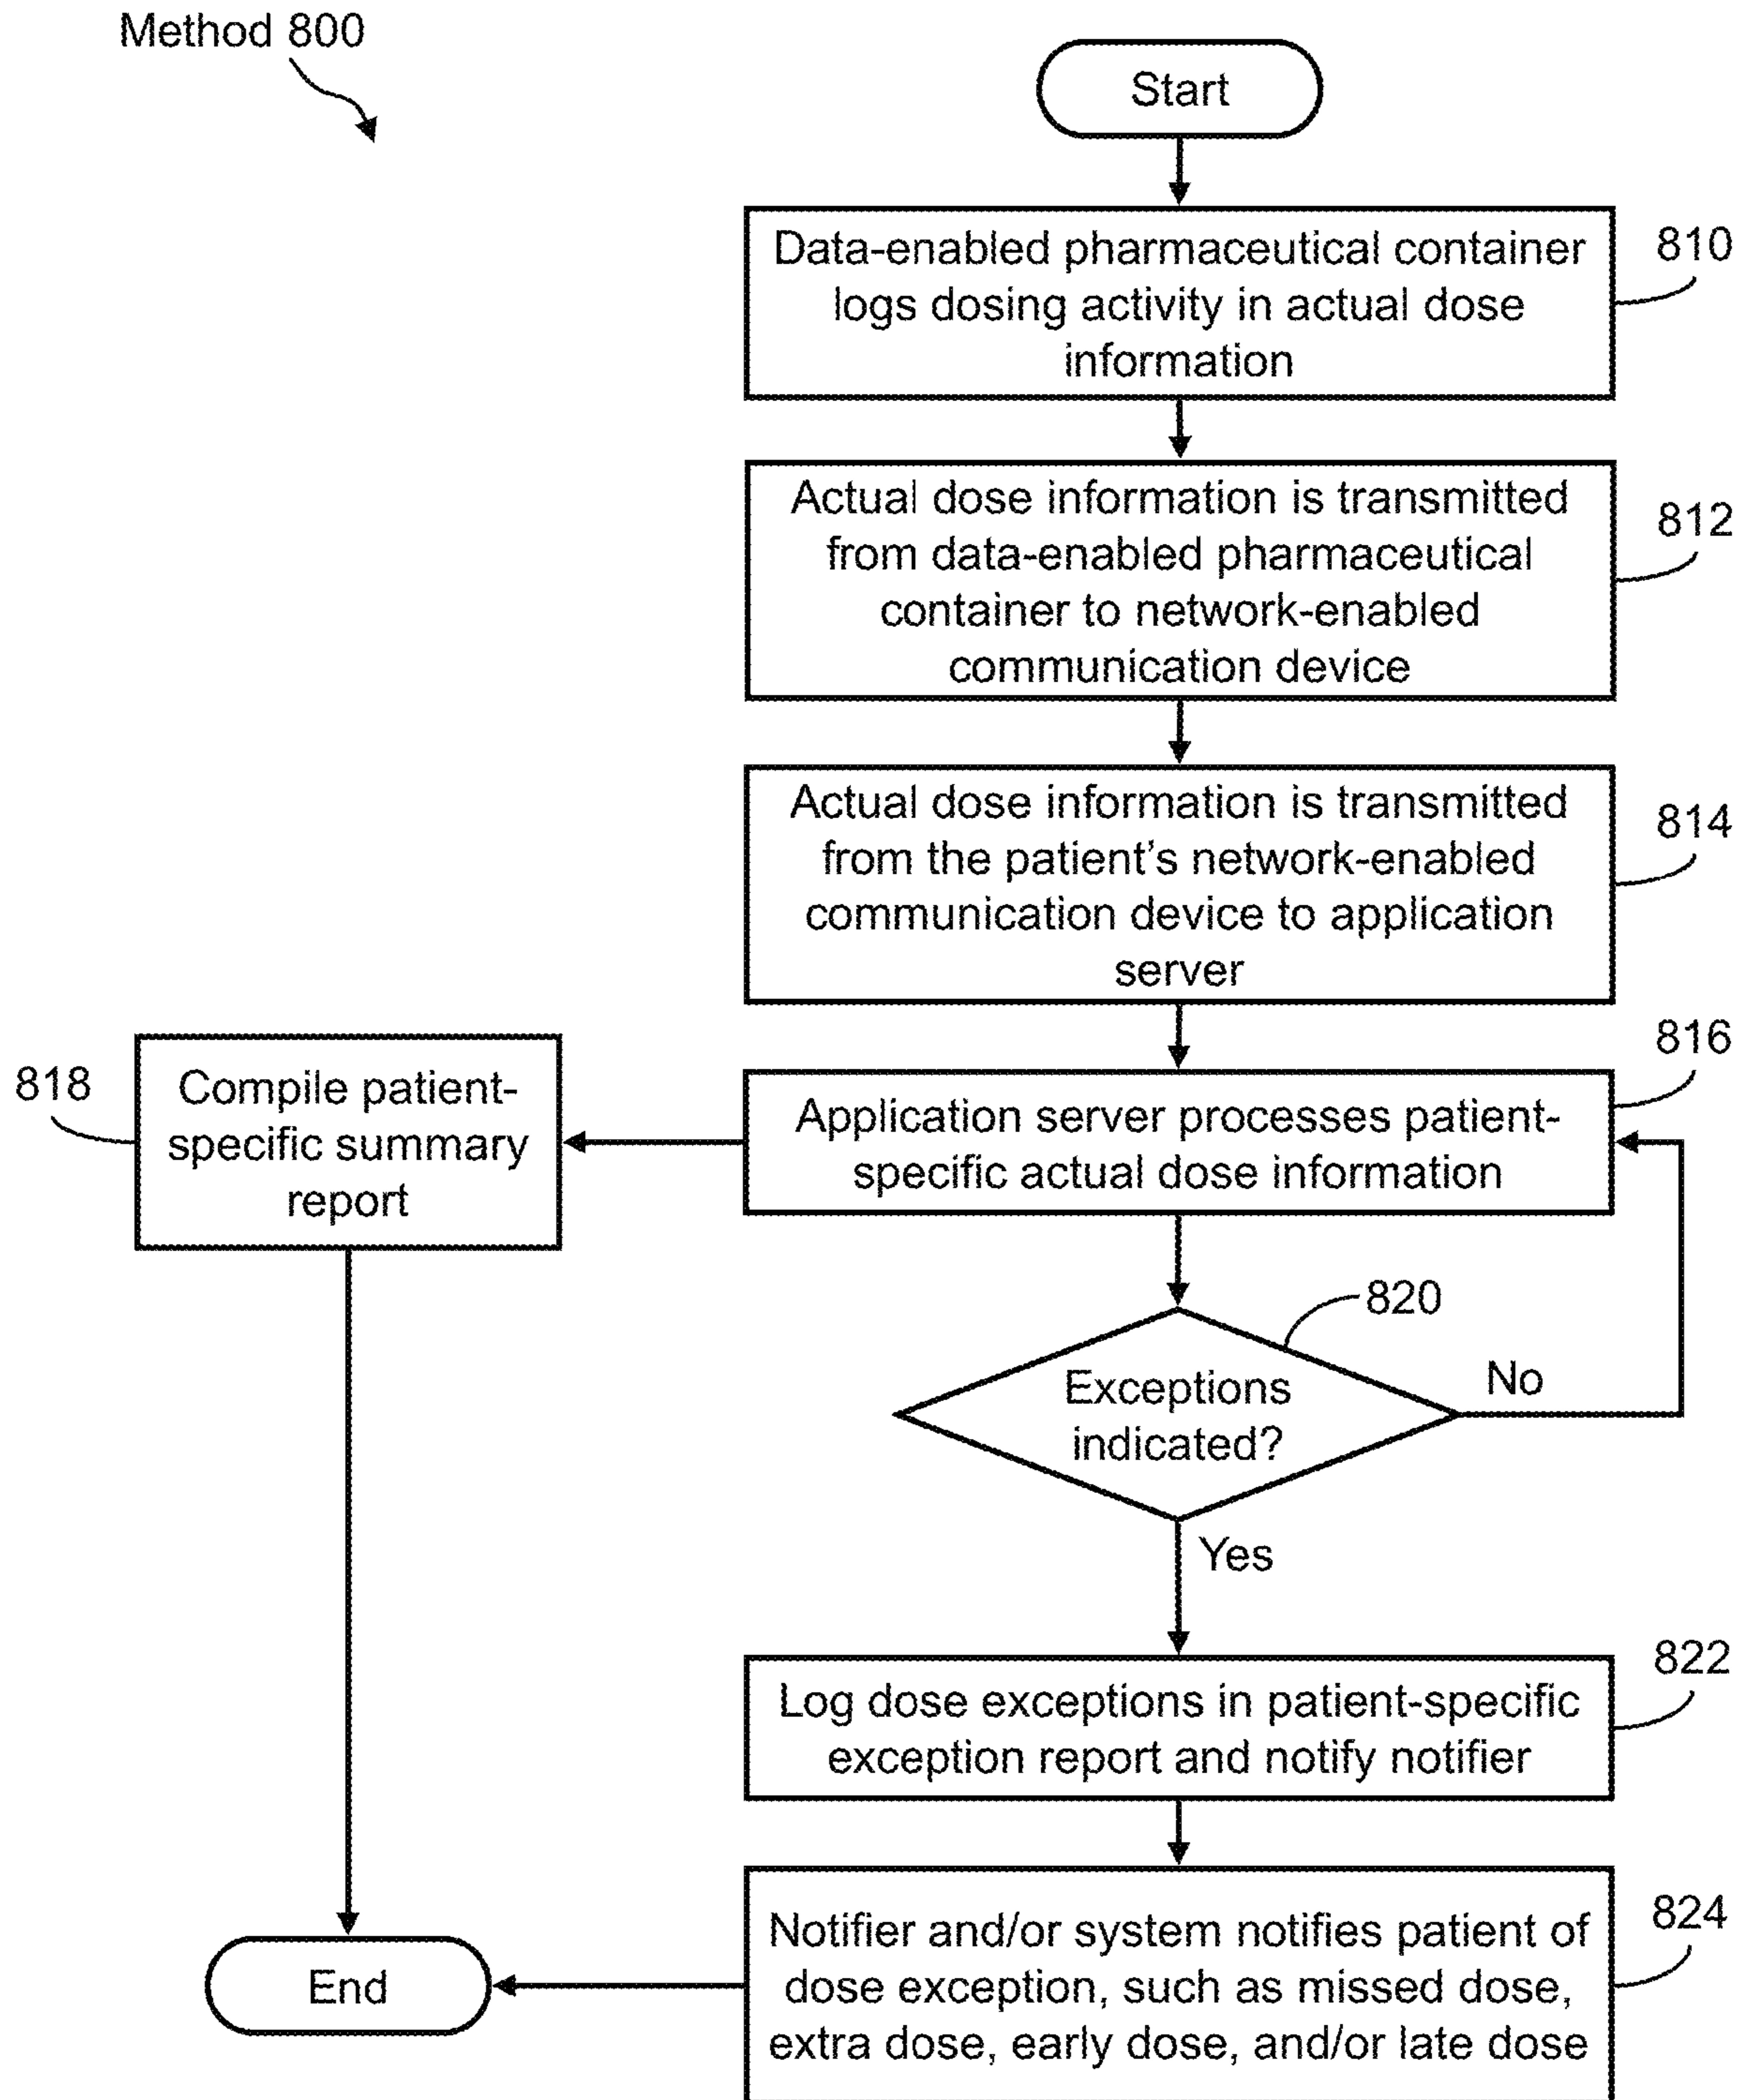 Method 800
Start
Data-enabled pharmaceutical container
logs dosing activity in actual dose
information
810
Actual dose information is transmitted
from data-enabled pharmaceutical
container to network-enabled
communication device
812
Actual dose information is transmitted
from the patient's network-enabled
communication device to application
server
814
Application server processes patient-
specific actual dose information
816
Compile patient-
specific summary
report
818
Exceptions
indicated?
820
No
Yes
Log dose exceptions in patient-specific
exception report and notify notifier
822
Notifier and/or system notifies patient of
dose exception, such as missed dose,
extra dose, early dose, and/or late dose
824
End